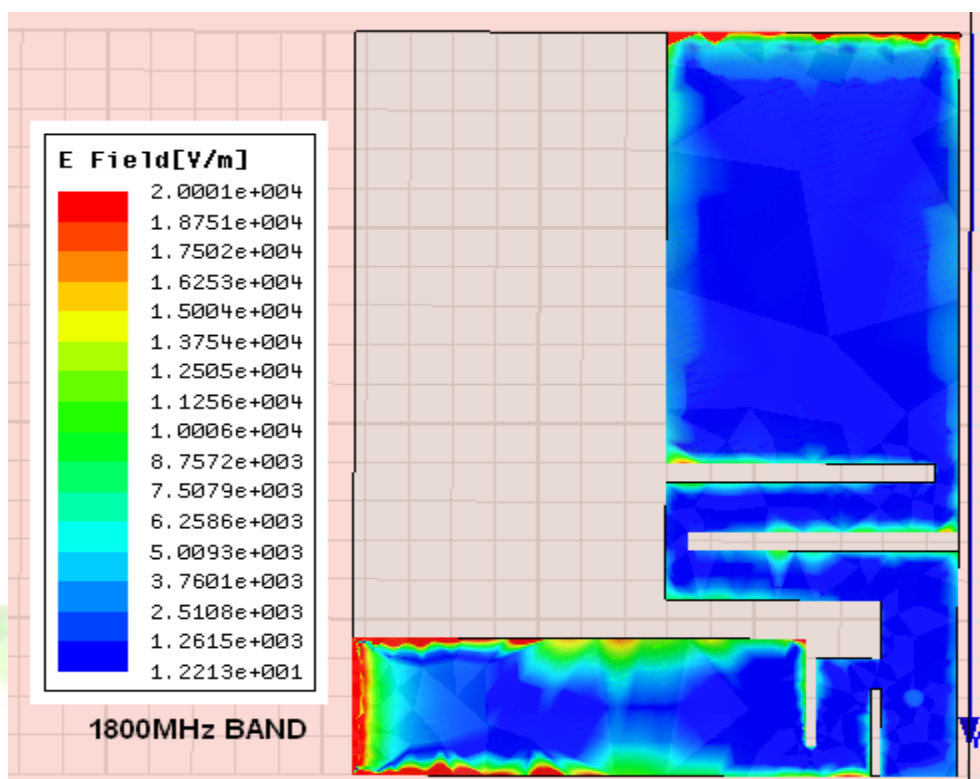 E Field[V/m]
2.0001e+004
1.8751e+004
1.7502e+004
1.6253e+004
1.5004e+004
1.3754e+004
1.2505e+004
1.1256e+004
1.0006e+004
8.7572e+003
7.5079e+003
6.2586e+003
5.0093e+003
3.7601e+003
2.5108e+003
1.2615e+003
1.2213e+001
1800MHz BAND